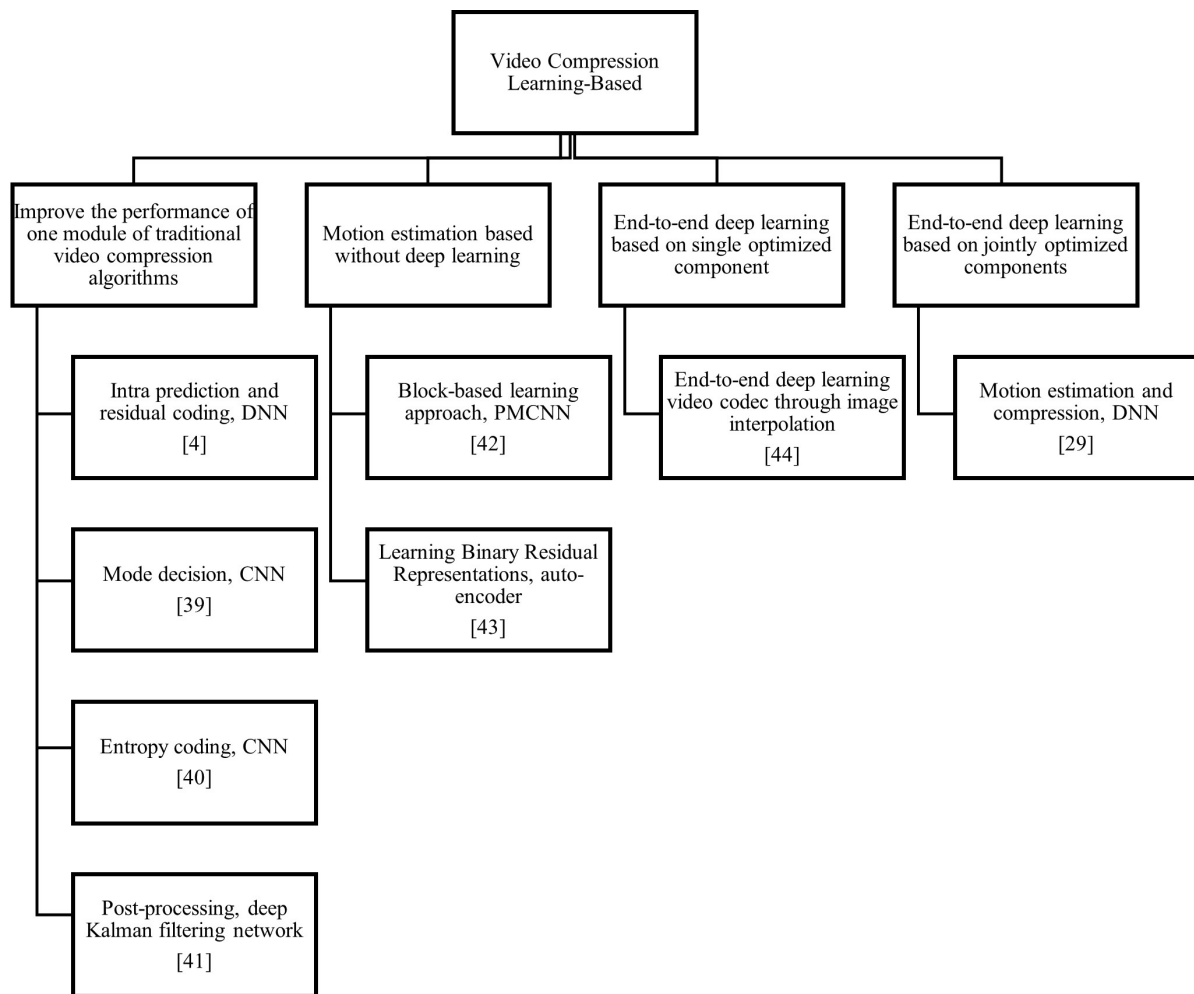 Video Compression
Learning-Based
Improve the performance of
one module of traditional
video compression
algorithms
Motion estimation based
without deep learning
End-to-end deep learning
based on single optimized
component
End-to-end deep learning
based on jointly optimized
components
Intra prediction and
residual coding, DNN
[4]
Block-based learning
approach, PMCNN
[42]
End-to-end deep learning
video codec through image
interpolation
[44]
Motion estimation and
compression, DNN
[29]
Mode decision, CNN
[39]
Learning Binary Residual
Representations, auto-
encoder
[43]
Entropy coding, CNN
[40]
Post-processing, deep
Kalman filtering network
[41]